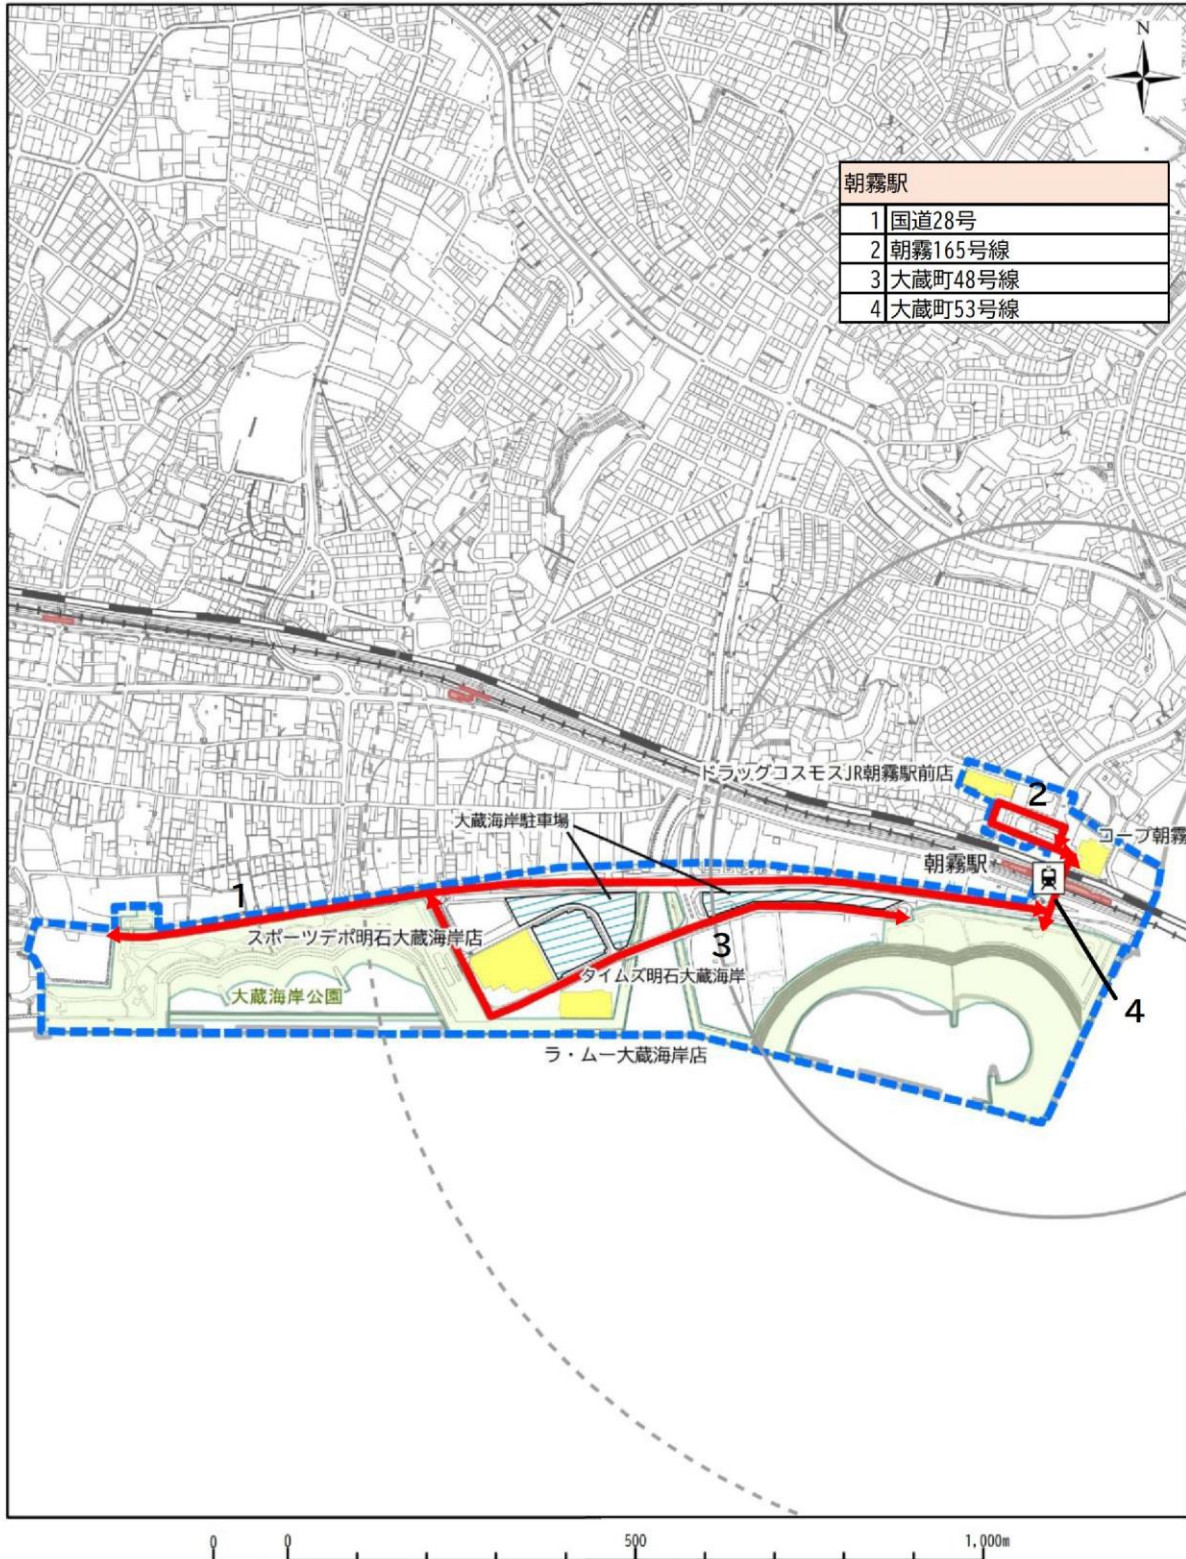 N
朝霧駅
1 国道28号
2 朝霧165号線
3 大蔵町48号線
4 大蔵町53号線
ドラッグコスモスJR朝霧駅前店
2
大蔵海岸駐車場
コープ朝霧
朝霧駅
1
スポーツデポ明石大蔵海岸店
3
タイムズ明石大蔵海岸
大蔵海岸公園
4
ラ・ムー大蔵海岸店
0 0 500 1,000m